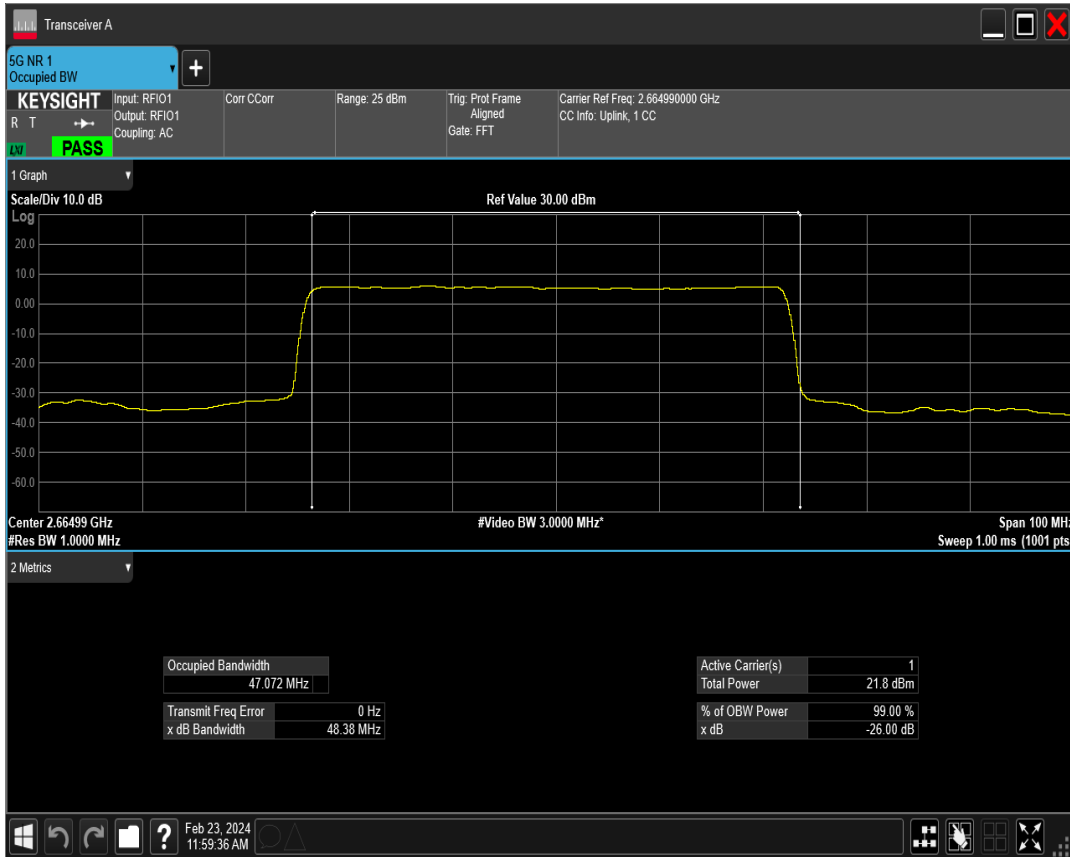 Transceiver A
5G NR 1
Occupied BW
KEYSIGHT
R T
LXI
PASS
Input: RFIO1
Output: RFIO1
Coupling: AC
Corr CCorr
Range: 25 dBm
Trig: Prot Frame
Aligned
Gate: FFT
Carrier Ref Freq: 2.664990000 GHz
CC Info: Uplink, 1 CC
1 Graph
Scale/Div 10.0 dB
Ref Value 30.00 dBm
Log
20.0
10.0
0.00
-10.0
-20.0
-30.0
-40.0
-50.0
-60.0
Center 2.66499 GHz
#Video BW 3.0000 MHz*
Span 100 MHz
#Res BW 1.0000 MHz
Sweep 1.00 ms (1001 pts
2 Metrics
Occupied Bandwidth
47.072 MHz
Transmit Freq Error 0 Hz
x dB Bandwidth 48.38 MHz
Active Carrier(s) 1
Total Power 21.8 dBm
% of OBW Power 99.00 %
x dB -26.00 dB
?
Feb 23, 2024
11:59:36 AM